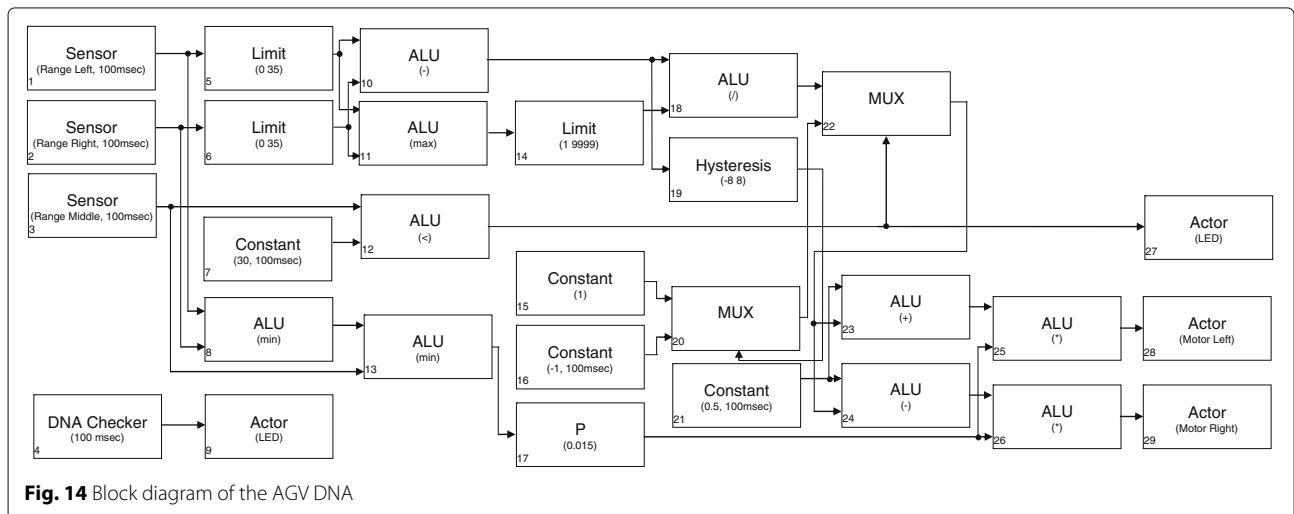 Sensor
(Range Left, 100msec)
1
Limit
(0 35)
5
ALU
(-)
10
ALU
(/)
18
MUX
22
Sensor
(Range Right, 100msec)
2
Limit
(0 35)
6
ALU
(max)
11
Limit
(1 9999)
14
Hysteresis
(-8 8)
19
Sensor
(Range Middle, 100msec)
3
ALU
(<)
12
Actor
(LED)
27
Constant
(30, 100msec)
7
Constant
(1)
15
MUX
20
ALU
(+)
23
ALU
(*)
25
Actor
(Motor Left)
28
ALU
(min)
8
ALU
(min)
13
Constant
(-1, 100msec)
16
Constant
(0.5, 100msec)
21
ALU
(-)
24
ALU
(*)
26
Actor
(Motor Right)
29
DNA Checker
(100 msec)
4
Actor
(LED)
9
P
(0.015)
17
Fig. 14 Block diagram of the AGV DNA